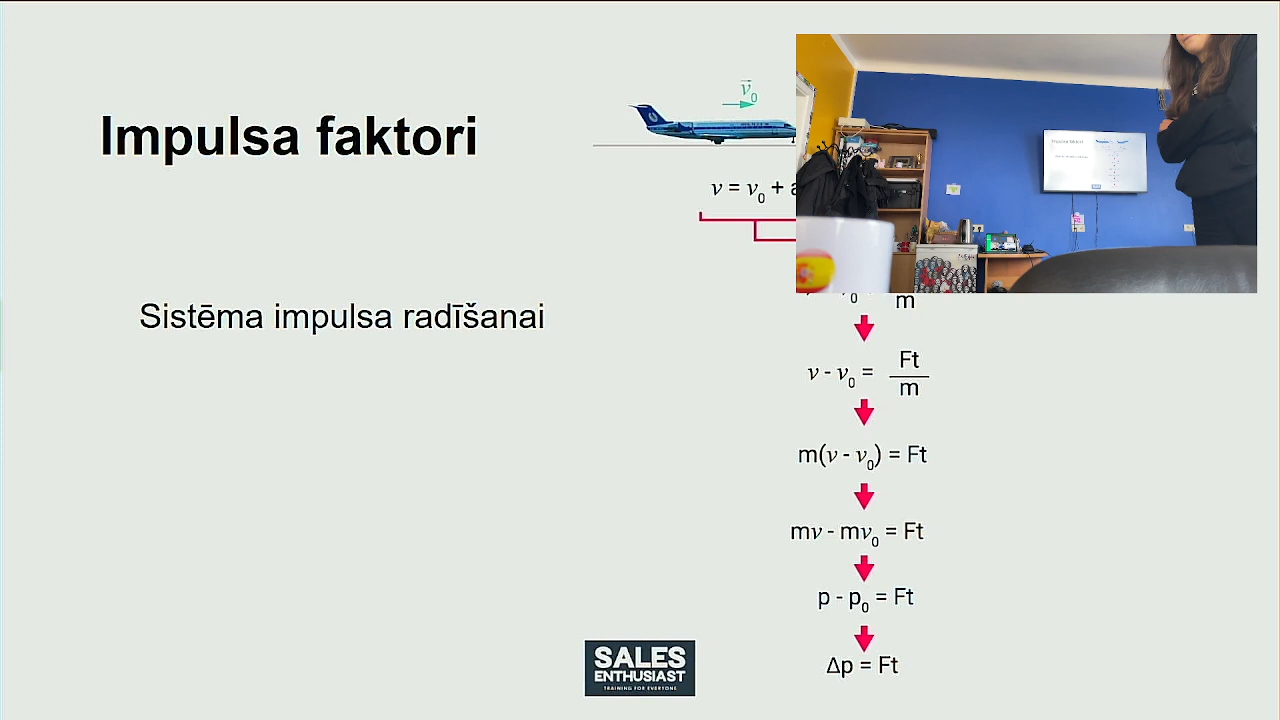 Impulsa faktori
v⃗₀
v = v₀ + a
Sistēma impulsa radīšanai
m
v - v₀ = Ft/m
m(v - v₀) = Ft
mv - mv₀ = Ft
p - p₀ = Ft
Δp = Ft
SALES
ENTHUSIAST
TRAINING FOR EVERYONE